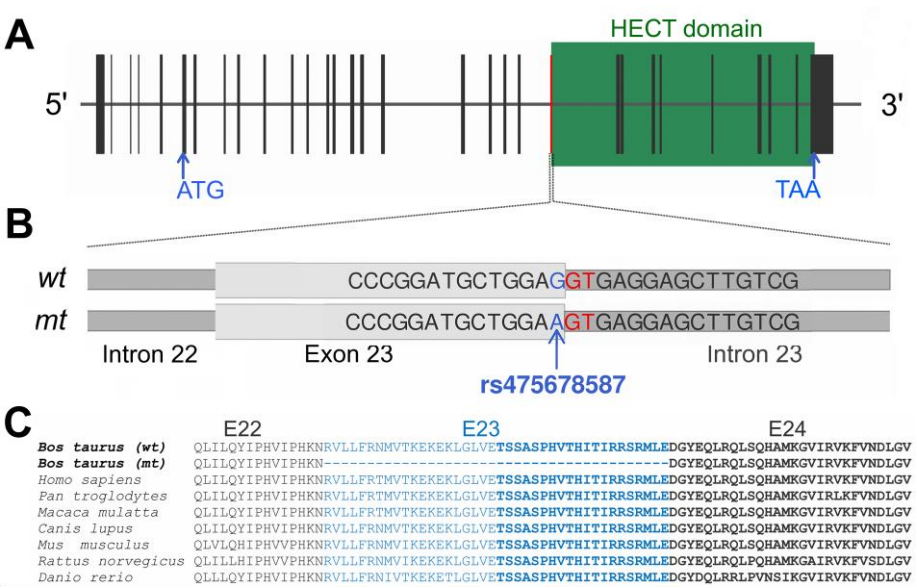 A
HECT domain
5'
3'
ATG
TAA
B
wt CCCGGATGCTGGAGGTGAGGAGCTTGTCG
mt CCCGGATGCTGGAAGTGAGGAGCTTGTCG
Intron 22 Exon 23 Intron 23
rs475678587
C
E22 E23 E24
Bos taurus (wt) QLILQYIPHVIPHKNRVLLFRNMVTKEKEKLGLVETSSASPHVTHITIRRSRMLEDGYEQLRQLSQHAMKGVIRVKFVNDLGV
Bos taurus (mt) QLILQYIPHVIPHKN----------------------------------------DGYEQLRQLSQHAMKGVIRVKFVNDLGV
Homo sapiens QLILQYIPHVIPHKNRVLLFRTMVTKEKEKLGLVETSSASPHVTHITIRRSRMLEDGYEQLRQLSQHAMKGVIRVKFVNDLGV
Pan troglodytes QLILQYIPHVIPHKNRVLLFRTMVTKEKEKLGLVETSSASPHVTHITIRRSRMLEDGYEQLRQLSQHAMKGVIRLKFVNDLGV
Macaca mulatta QLILQYIPHVIPHKNRVLLFRTMVTKEKEKLGLVETSSASPHVTHITIRRSRMLEDGYEQLRQLSQHAMKGVIRVKFVNDLGV
Canis lupus QLILQYIPHVIPHKNRVLLFRNMVTKEKEKLGLVETSSASPHVTHITIRRSRMLEDGYEQLRQLSQHAMKGVIRVKFVNDLGV
Mus musculus QLVLQHIPHVVPHKNRVLLFRNMVTKEKEKLGLVETSSASPHVTHITIRRSRMLEDGYEQLRQLSQHAMKGVIRVKFVNDLGV
Rattus norvegicus QLILLHIPHVVPHKNRVLLFRTMVTKEKEKLGLVETSSASPHVTHITIRRSRMLEDGYEQLRQLPQHAMKGAIRVKFVNDLGV
Danio rerio QLLLQYIPHVIPHKNRVLLFRNIVTKEKEKLGLVETSSASPHVTHITIRRSRMLEDGYDQLRRLPVNSIKGVIRVKFVNDLGV